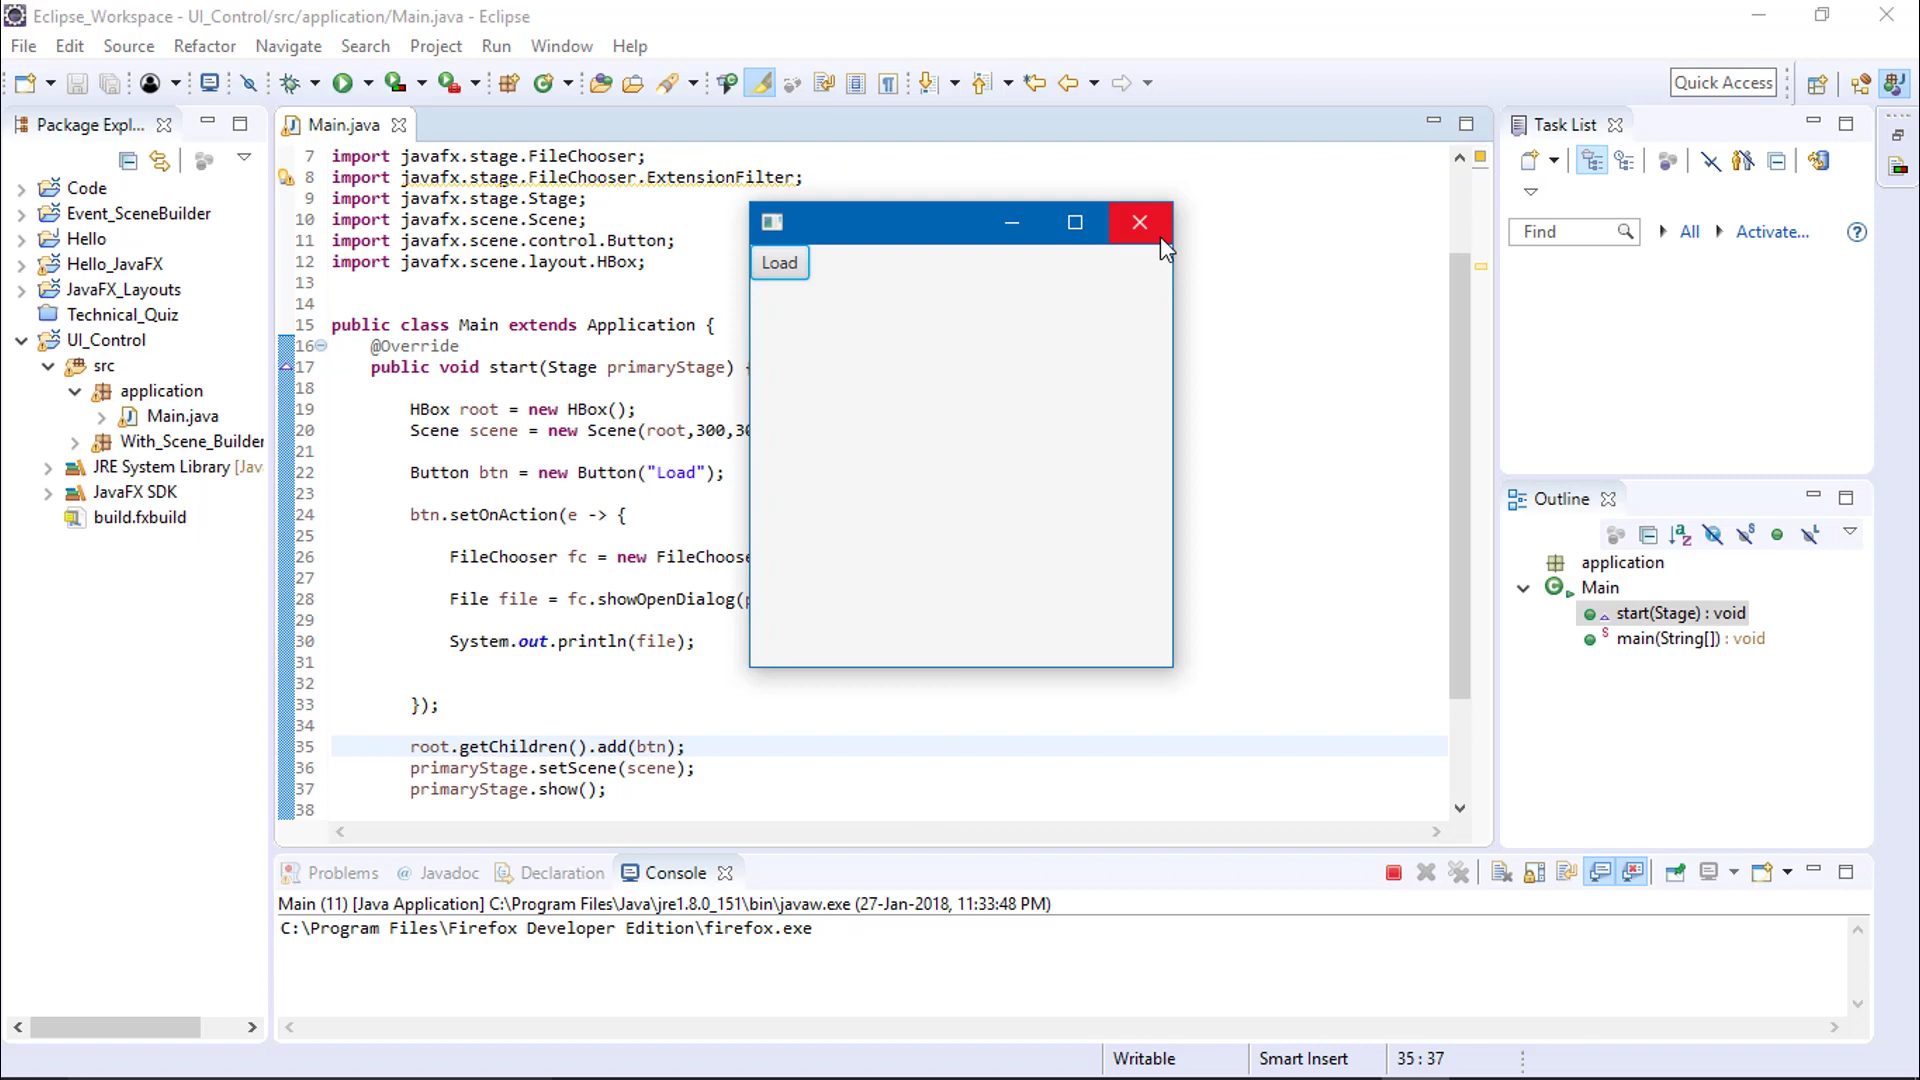 Eclipse_Workspace - UI_Control/src/application/Main.java - Eclipse
File Edit Source Refactor Navigate Search Project Run Window Help
Quick Access
Package Expl...
Code
Event_SceneBuilder
Hello
Hello_JavaFX
JavaFX_Layouts
Technical_Quiz
UI_Control
src
application
Main.java
With_Scene_Builder
JRE System Library [Jav
JavaFX SDK
build.fxbuild
Main.java
7 import javafx.stage.FileChooser;
8 import javafx.stage.FileChooser.ExtensionFilter;
9 import javafx.stage.Stage;
10 import javafx.scene.Scene;
11 import javafx.scene.control.Button;
12 import javafx.scene.layout.HBox;
13
14
15 public class Main extends Application {
16 @Override
17 public void start(Stage primaryStage) {
18
19 HBox root = new HBox();
20 Scene scene = new Scene(root,300,30
21
22 Button btn = new Button("Load");
23
24 btn.setOnAction(e -> {
25
26 FileChooser fc = new FileChoose
27
28 File file = fc.showOpenDialog(p
29
30 System.out.println(file);
31
32
33 });
34
35 root.getChildren().add(btn);
36 primaryStage.setScene(scene);
37 primaryStage.show();
38
Load
Task List
Find All Activate...
Outline
application
Main
start(Stage) : void
main(String[]) : void
Problems @ Javadoc Declaration Console
Main (11) [Java Application] C:\Program Files\Java\jre1.8.0_151\bin\javaw.exe (27-Jan-2018, 11:33:48 PM)
C:\Program Files\Firefox Developer Edition\firefox.exe
Writable Smart Insert 35 : 37